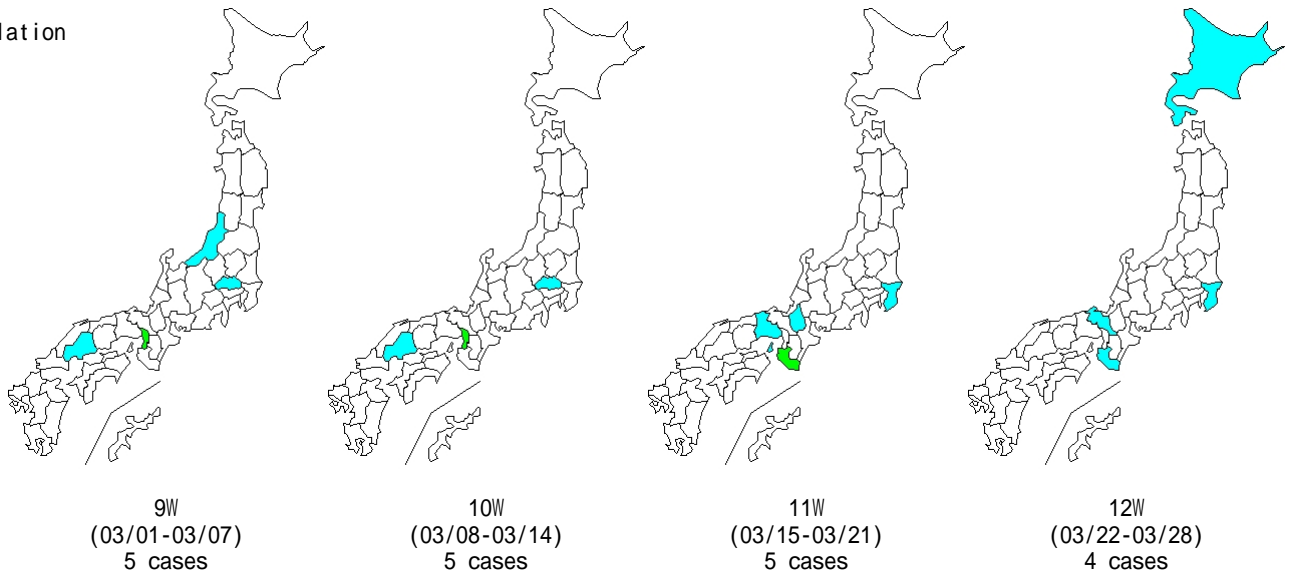 9W
(03/01-03/07)
5 cases
10W
(03/08-03/14)
5 cases
11W
(03/15-03/21)
5 cases
12W
(03/22-03/28)
4 cases